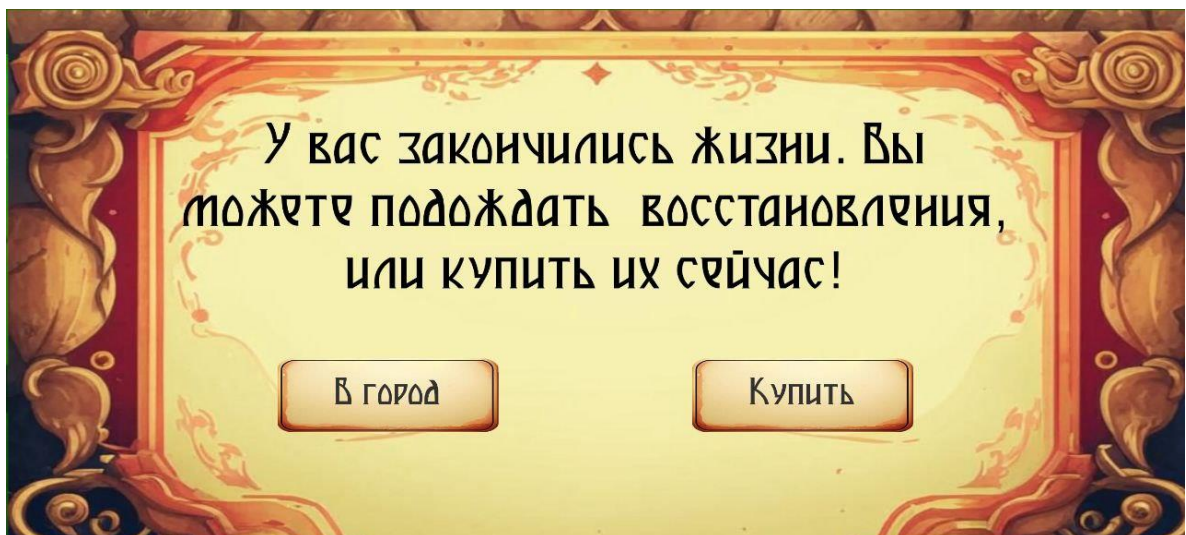 У вас закончились жизни. Вы
можете подождать  восстановления,
или купить их сейчас!
В город
Купить